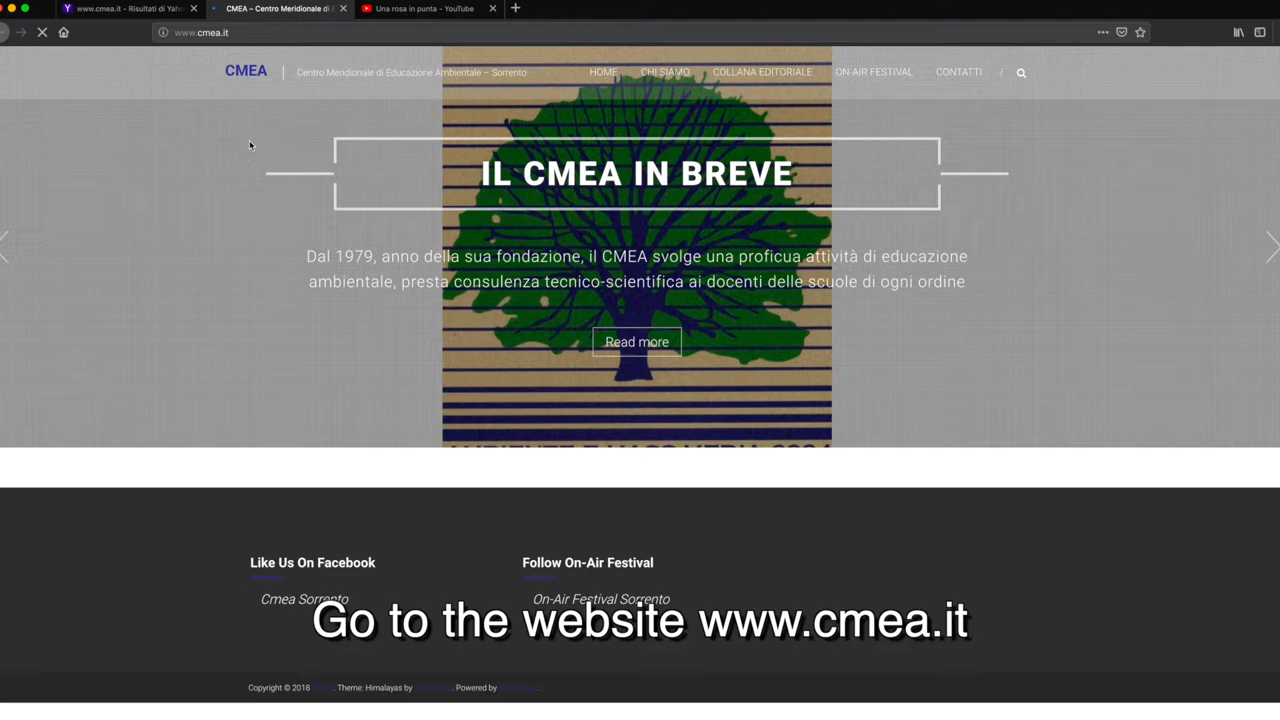 www.cmea.it - Risultati di Yaho
CMEA – Centro Meridionale di
Una rosa in punta - YouTube
www.cmea.it
CMEA
Centro Meridionale di Educazione Ambientale – Sorrento
HOME
CHI SIAMO
COLLANA EDITORIALE
ON-AIR FESTIVAL
CONTATTI
/
IL CMEA IN BREVE
Dal 1979, anno della sua fondazione, il CMEA svolge una proficua attività di educazione
ambientale, presta consulenza tecnico-scientifica ai docenti delle scuole di ogni ordine
Read more
Like Us On Facebook
Follow On-Air Festival
Cmea Sorrento
On-Air Festival Sorrento
Go to the website www.cmea.it
Copyright © 2018 . Theme: Himalayas by . Powered by .